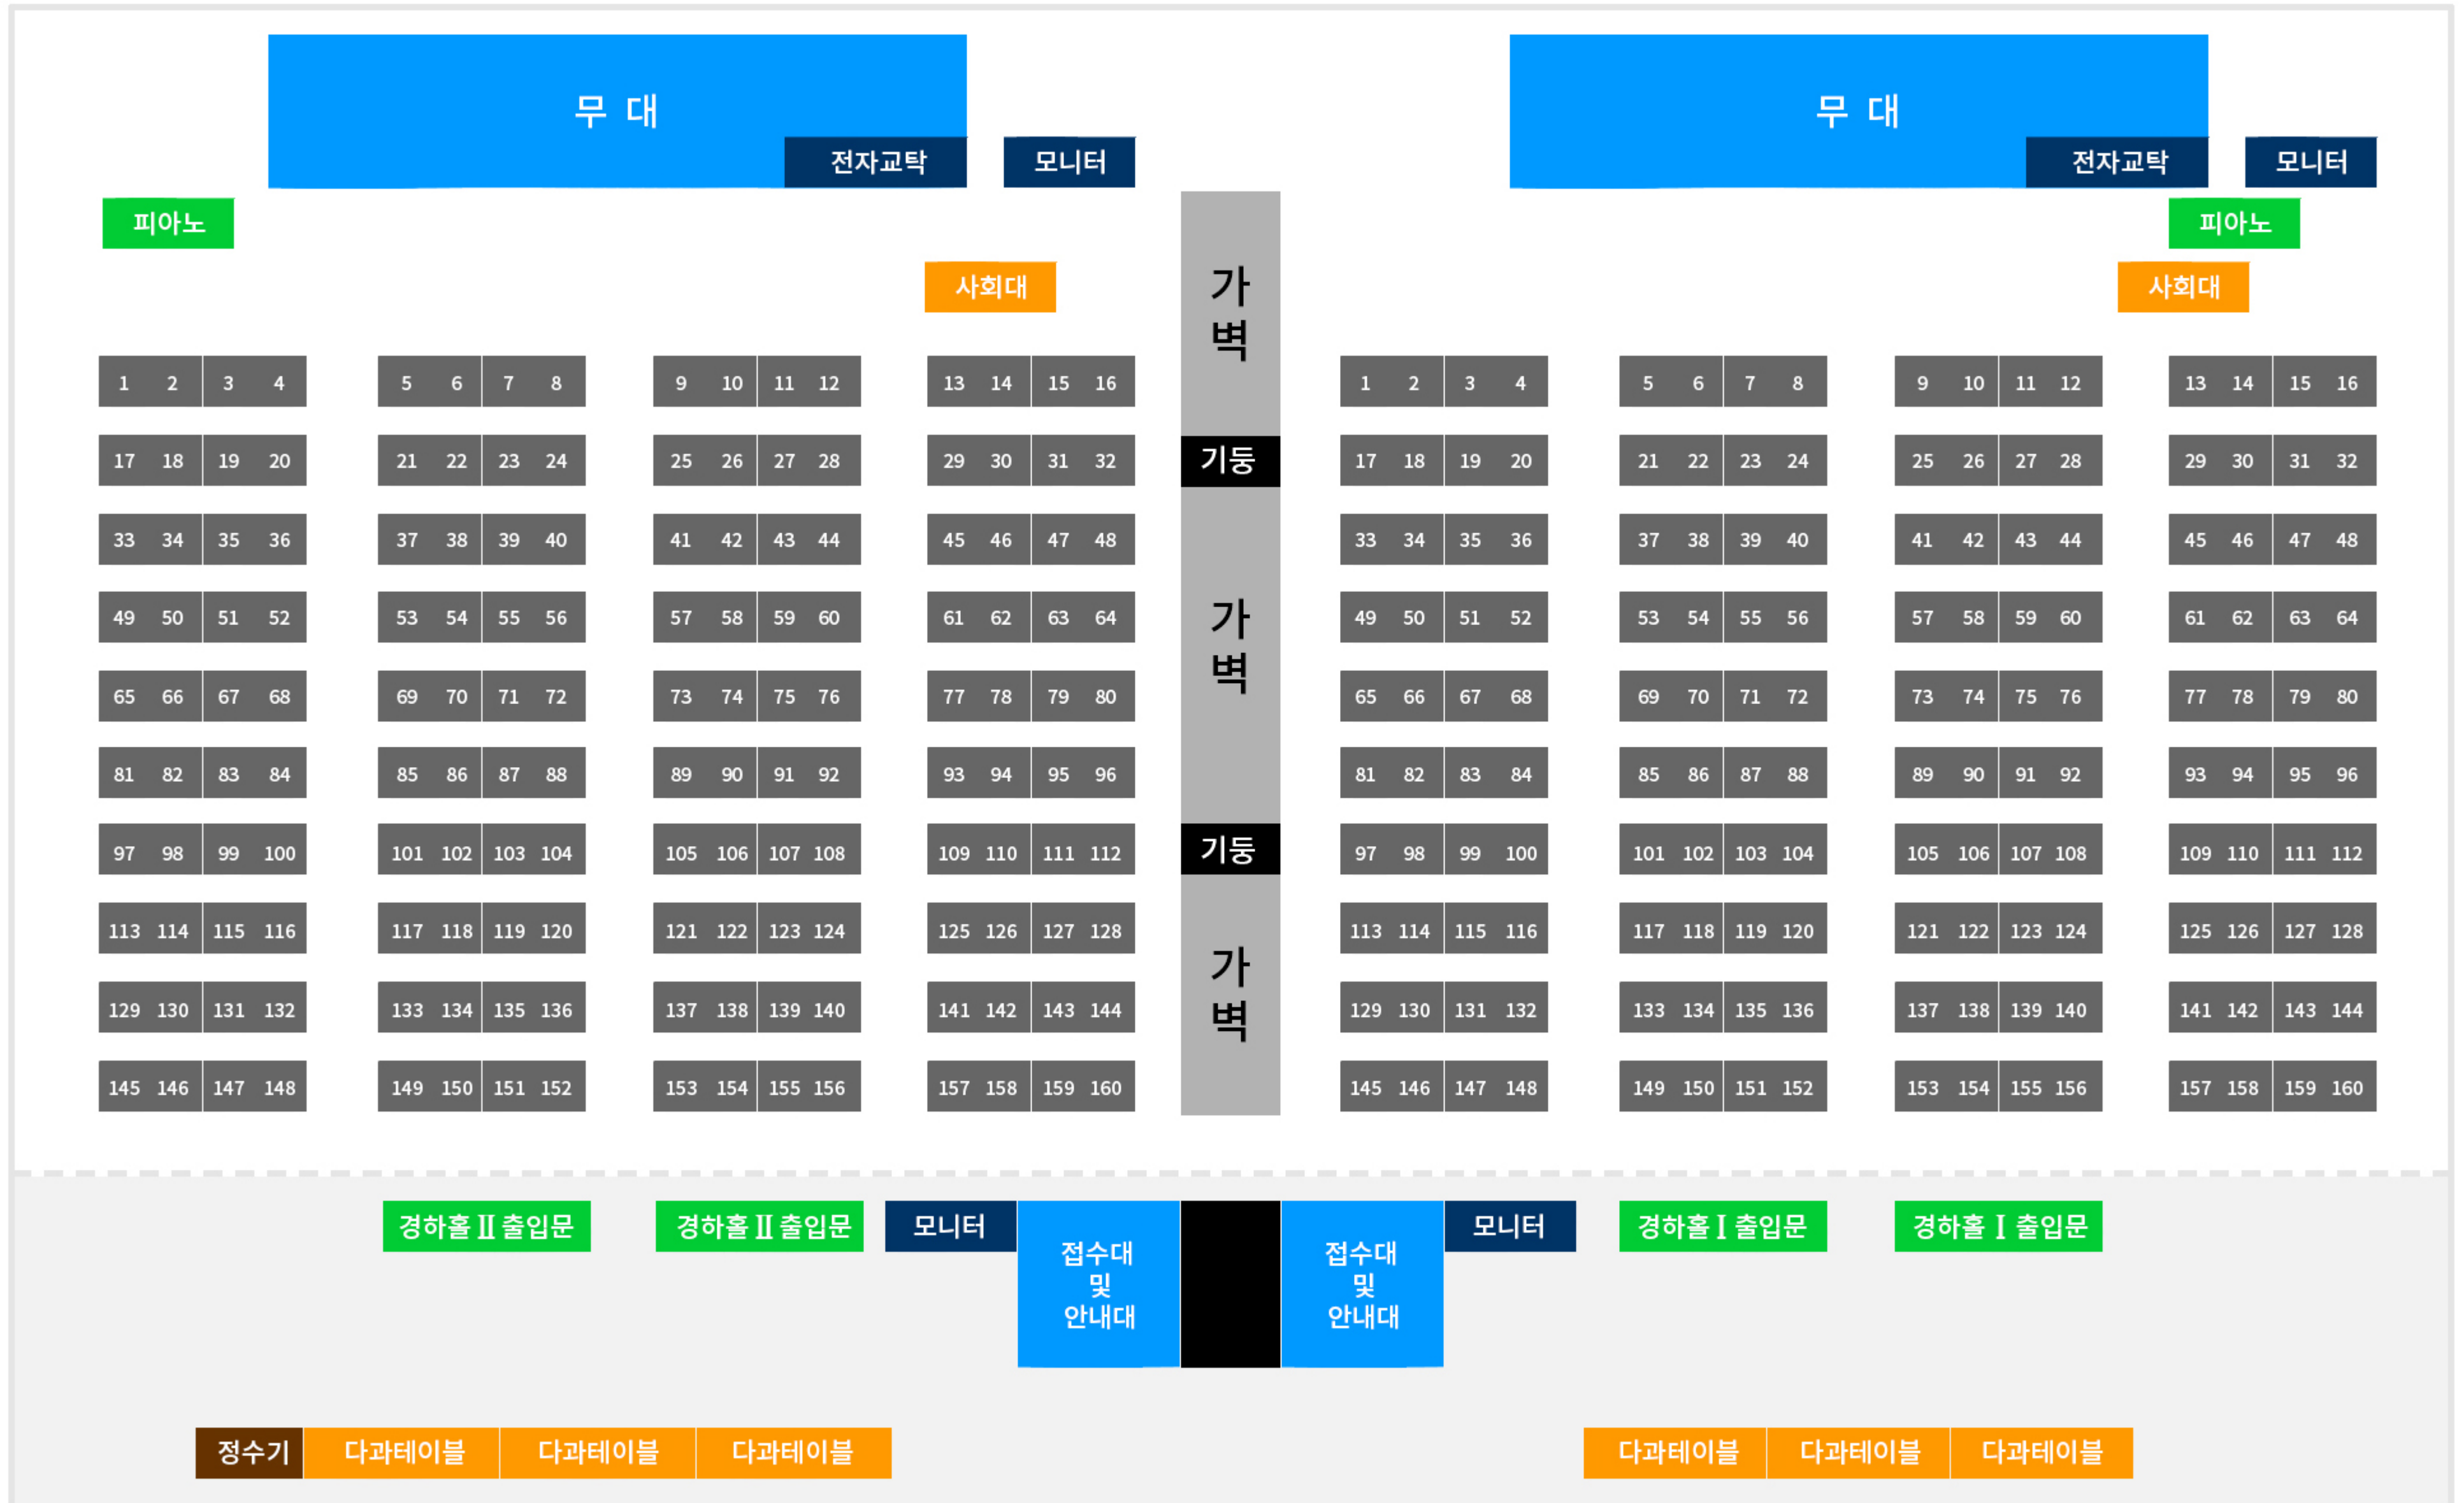 무 대
무 대
전자교탁 모니터
전자교탁 모니터
피아노
피아노
사회대
사회대
가
벽
1 2 3 4 5 6 7 8 9 10 11 12 13 14 15 16 1 2 3 4 5 6 7 8 9 10 11 12 13 14 15 16
17 18 19 20 21 22 23 24 25 26 27 28 29 30 31 32 기둥 17 18 19 20 21 22 23 24 25 26 27 28 29 30 31 32
33 34 35 36 37 38 39 40 41 42 43 44 45 46 47 48 33 34 35 36 37 38 39 40 41 42 43 44 45 46 47 48
가
벽
49 50 51 52 53 54 55 56 57 58 59 60 61 62 63 64 49 50 51 52 53 54 55 56 57 58 59 60 61 62 63 64
65 66 67 68 69 70 71 72 73 74 75 76 77 78 79 80 65 66 67 68 69 70 71 72 73 74 75 76 77 78 79 80
81 82 83 84 85 86 87 88 89 90 91 92 93 94 95 96 81 82 83 84 85 86 87 88 89 90 91 92 93 94 95 96
97 98 99 100 101 102 103 104 105 106 107 108 109 110 111 112 기둥 97 98 99 100 101 102 103 104 105 106 107 108 109 110 111 112
113 114 115 116 117 118 119 120 121 122 123 124 125 126 127 128 113 114 115 116 117 118 119 120 121 122 123 124 125 126 127 128
가
벽
129 130 131 132 133 134 135 136 137 138 139 140 141 142 143 144 129 130 131 132 133 134 135 136 137 138 139 140 141 142 143 144
145 146 147 148 149 150 151 152 153 154 155 156 157 158 159 160 145 146 147 148 149 150 151 152 153 154 155 156 157 158 159 160
경하홀 Ⅱ 출입문 경하홀 Ⅱ 출입문 모니터 모니터 경하홀 Ⅰ 출입문 경하홀 Ⅰ 출입문
접수대
및
안내대
접수대
및
안내대
정수기 다과테이블 다과테이블 다과테이블 다과테이블 다과테이블 다과테이블